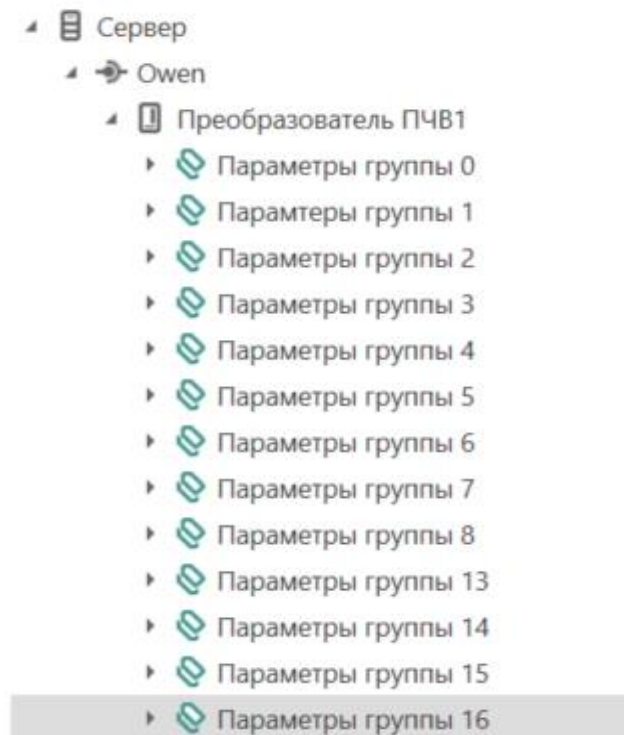 Сервер
Owen
Преобразователь ПЧВ1
Параметры группы 0
Парамтеры группы 1
Параметры группы 2
Параметры группы 3
Параметры группы 4
Параметры группы 5
Параметры группы 6
Параметры группы 7
Параметры группы 8
Параметры группы 13
Параметры группы 14
Параметры группы 15
Параметры группы 16